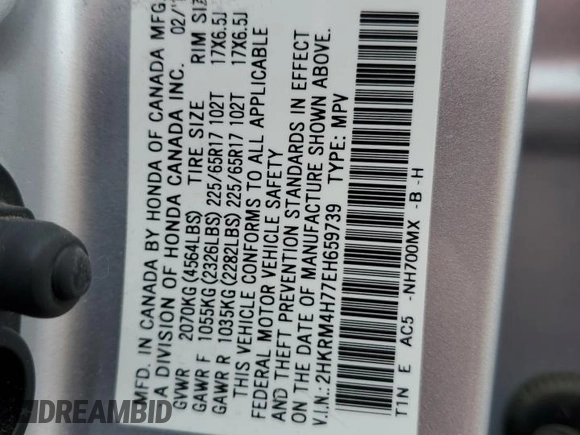 MFD. IN CANADA BY HONDA OF CANADA MFG.
A DIVISION OF HONDA CANADA INC. 02/
GVWR 2070KG (4564LBS) TIRE SIZE RIM SIZ
GAWR F 1055KG (2326LBS) 225/65R17 102T 17X6.5J
GAWR R 1035KG (2282LBS) 225/65R17 102T 17X6.5J
THIS VEHICLE CONFORMS TO ALL APPLICABLE
FEDERAL MOTOR VEHICLE SAFETY
AND THEFT PREVENTION STANDARDS IN EFFECT
ON THE DATE OF MANUFACTURE SHOWN ABOVE.
V.I.N.: 2HKRM4H77EH659739 TYPE: MPV
T1N E AC5 -NH700MX -B -H
DREAMBID